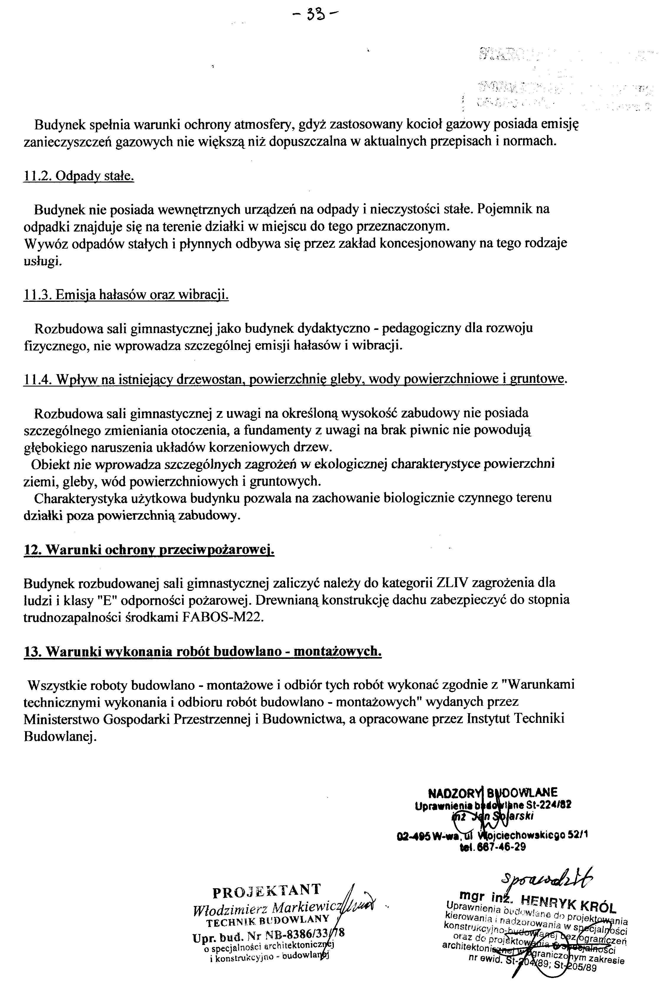 - 33 -
Budynek spełnia warunki ochrony atmosfery, gdyż zastosowany kocioł gazowy posiada emisję
zanieczyszczeń gazowych nie większą niż dopuszczalna w aktualnych przepisach i normach.
11.2. Odpady stałe.
Budynek nie posiada wewnętrznych urządzeń na odpady i nieczystości stałe. Pojemnik na
odpadki znajduje się na terenie działki w miejscu do tego przeznaczonym.
Wywóz odpadów stałych i płynnych odbywa się przez zakład koncesjonowany na tego rodzaje
usługi.
11.3. Emisja hałasów oraz wibracji.
Rozbudowa sali gimnastycznej jako budynek dydaktyczno - pedagogiczny dla rozwoju
fizycznego, nie wprowadza szczególnej emisji hałasów i wibracji.
11.4. Wpływ na istniejący drzewostan, powierzchnię gleby, wody powierzchniowe i gruntowe.
Rozbudowa sali gimnastycznej z uwagi na określoną wysokość zabudowy nie posiada
szczególnego zmieniania otoczenia, a fundamenty z uwagi na brak piwnic nie powodują
głębokiego naruszenia układów korzeniowych drzew.
Obiekt nie wprowadza szczególnych zagrożeń w ekologicznej charakterystyce powierzchni
ziemi, gleby, wód powierzchniowych i gruntowych.
Charakterystyka użytkowa budynku pozwala na zachowanie biologicznie czynnego terenu
działki poza powierzchnią zabudowy.
12. Warunki ochrony przeciwpożarowej.
Budynek rozbudowanej sali gimnastycznej zaliczyć należy do kategorii ZLIV zagrożenia dla
ludzi i klasy "E" odporności pożarowej. Drewnianą konstrukcję dachu zabezpieczyć do stopnia
trudnozapalności środkami FABOS-M22.
13. Warunki wykonania robót budowlano - montażowych.
Wszystkie roboty budowlano - montażowe i odbiór tych robót wykonać zgodnie z "Warunkami
technicznymi wykonania i odbioru robót budowlano - montażowych" wydanych przez
Ministerstwo Gospodarki Przestrzennej i Budownictwa, a opracowane przez Instytut Techniki
Budowlanej.
NADZORY BUDOWLANE
Uprawnienia budowlane St-224/82
inż Jan Solarski
02-495 W-wa, ul Wojciechowskiego 52/1
tel. 667-46-29
PROJEKTANT
Włodzimierz Markiewicz
TECHNIK BUDOWLANY
Upr. bud. Nr NB-8386/33/78
o specjalności architektonicznej
i konstrukcyjno - budowlanej
sprawdził
mgr inż. HENRYK KRÓL
Uprawnienia budowlane do projektowania
kierowania i nadzorowania w specjalności
konstrukcyjno-budowlanej bez ograniczeń
oraz do projektowania w specjalności
architektonicznej w ograniczonym zakresie
nr ewid. St-204/89; St-205/89